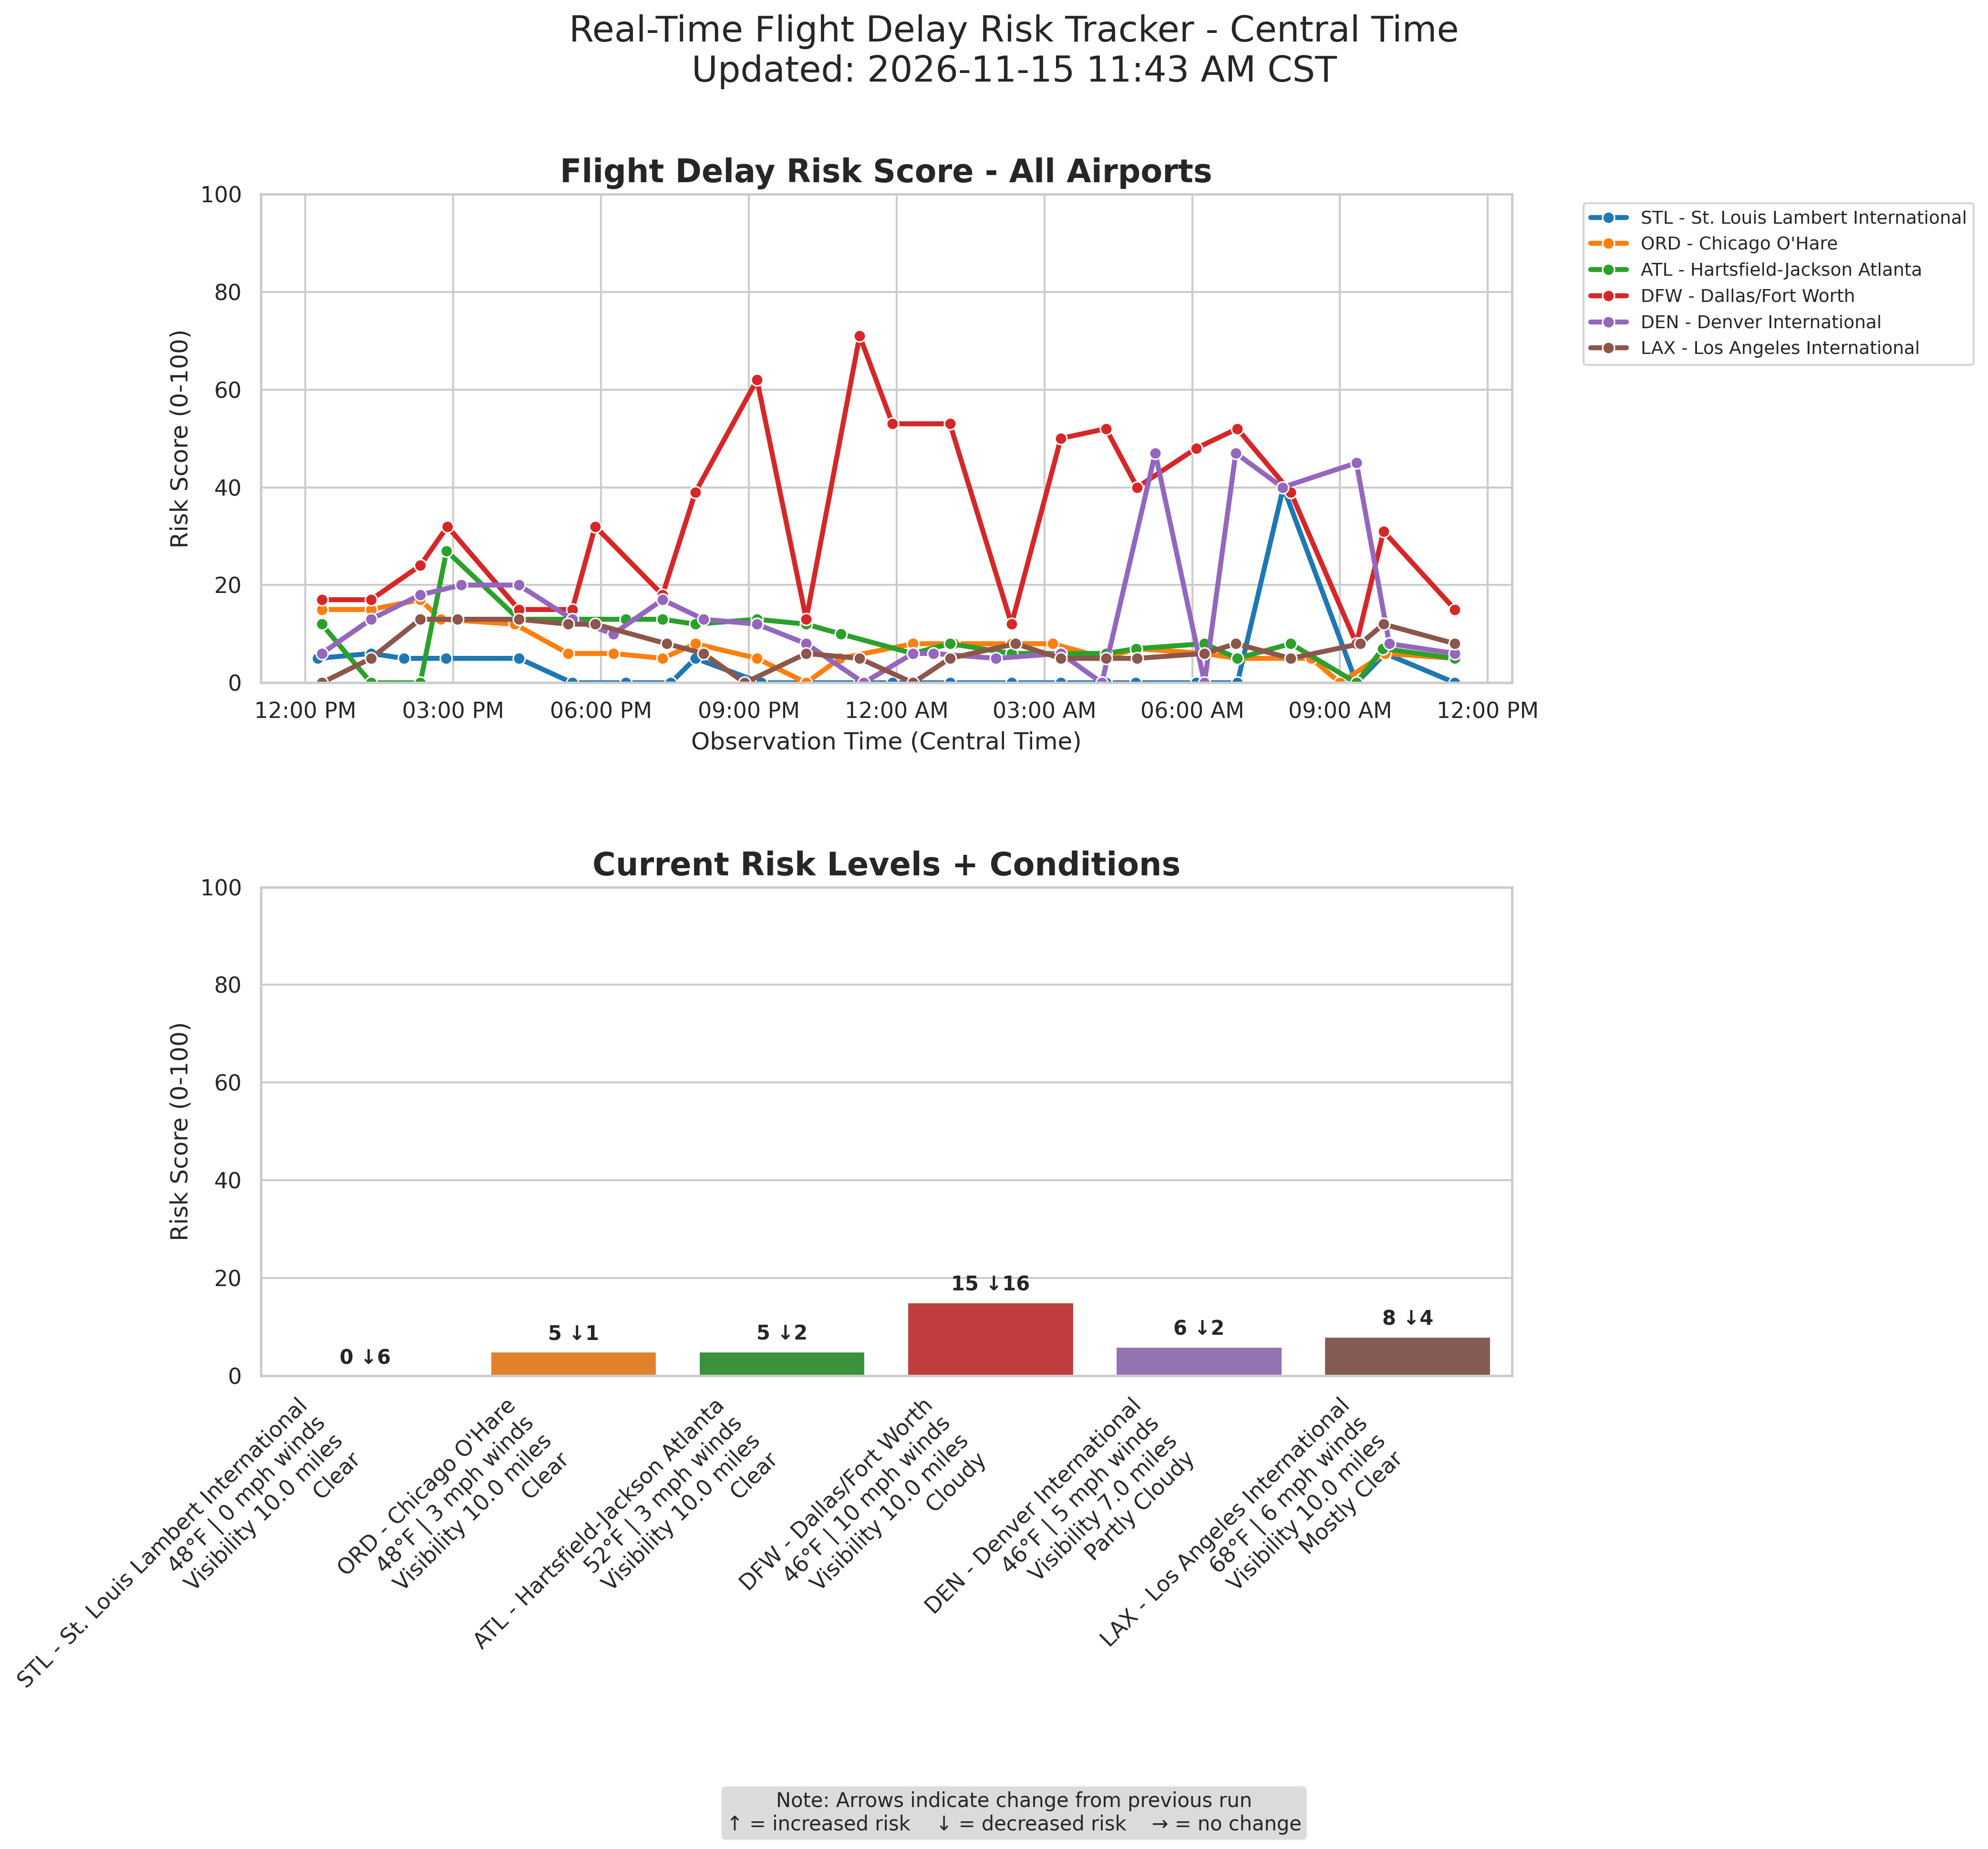 Real-Time Flight Delay Risk Tracker - Central Time
Updated: 2026-11-15 11:43 AM CST
Flight Delay Risk Score - All Airports
Risk Score (0-100)
100
80
60
40
20
0
12:00 PM
03:00 PM
06:00 PM
09:00 PM
12:00 AM
03:00 AM
06:00 AM
09:00 AM
12:00 PM
Observation Time (Central Time)
STL - St. Louis Lambert International
ORD - Chicago O'Hare
ATL - Hartsfield-Jackson Atlanta
DFW - Dallas/Fort Worth
DEN - Denver International
LAX - Los Angeles International
Current Risk Levels + Conditions
Risk Score (0-100)
100
80
60
40
20
0
0 ↓6
5 ↓1
5 ↓2
15 ↓16
6 ↓2
8 ↓4
STL - St. Louis Lambert International
48°F | 0 mph winds
Visibility 10.0 miles
Clear
ORD - Chicago O'Hare
48°F | 3 mph winds
Visibility 10.0 miles
Clear
ATL - Hartsfield-Jackson Atlanta
52°F | 3 mph winds
Visibility 10.0 miles
Clear
DFW - Dallas/Fort Worth
46°F | 10 mph winds
Visibility 10.0 miles
Cloudy
DEN - Denver International
46°F | 5 mph winds
Visibility 7.0 miles
Partly Cloudy
LAX - Los Angeles International
68°F | 6 mph winds
Visibility 10.0 miles
Mostly Clear
Note: Arrows indicate change from previous run
↑ = increased risk ↓ = decreased risk → = no change